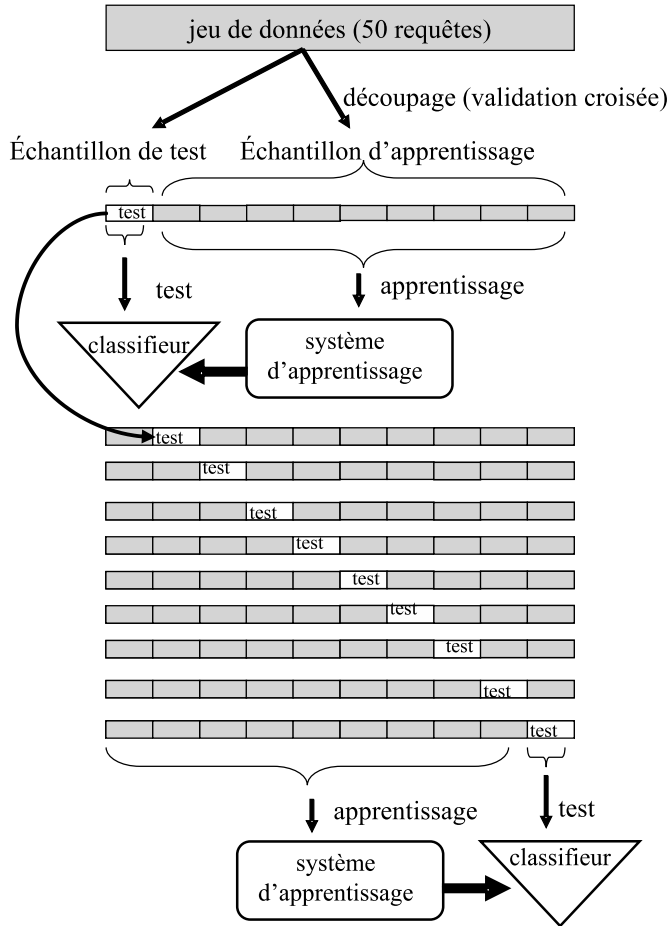 jeu de données (50 requêtes)
découpage (validation croisée)
Échantillon de test
Échantillon d’apprentissage
test
test
apprentissage
classifieur
système
d’apprentissage
test
test
test
test
test
test
test
test
test
apprentissage
test
système
d’apprentissage
classifieur